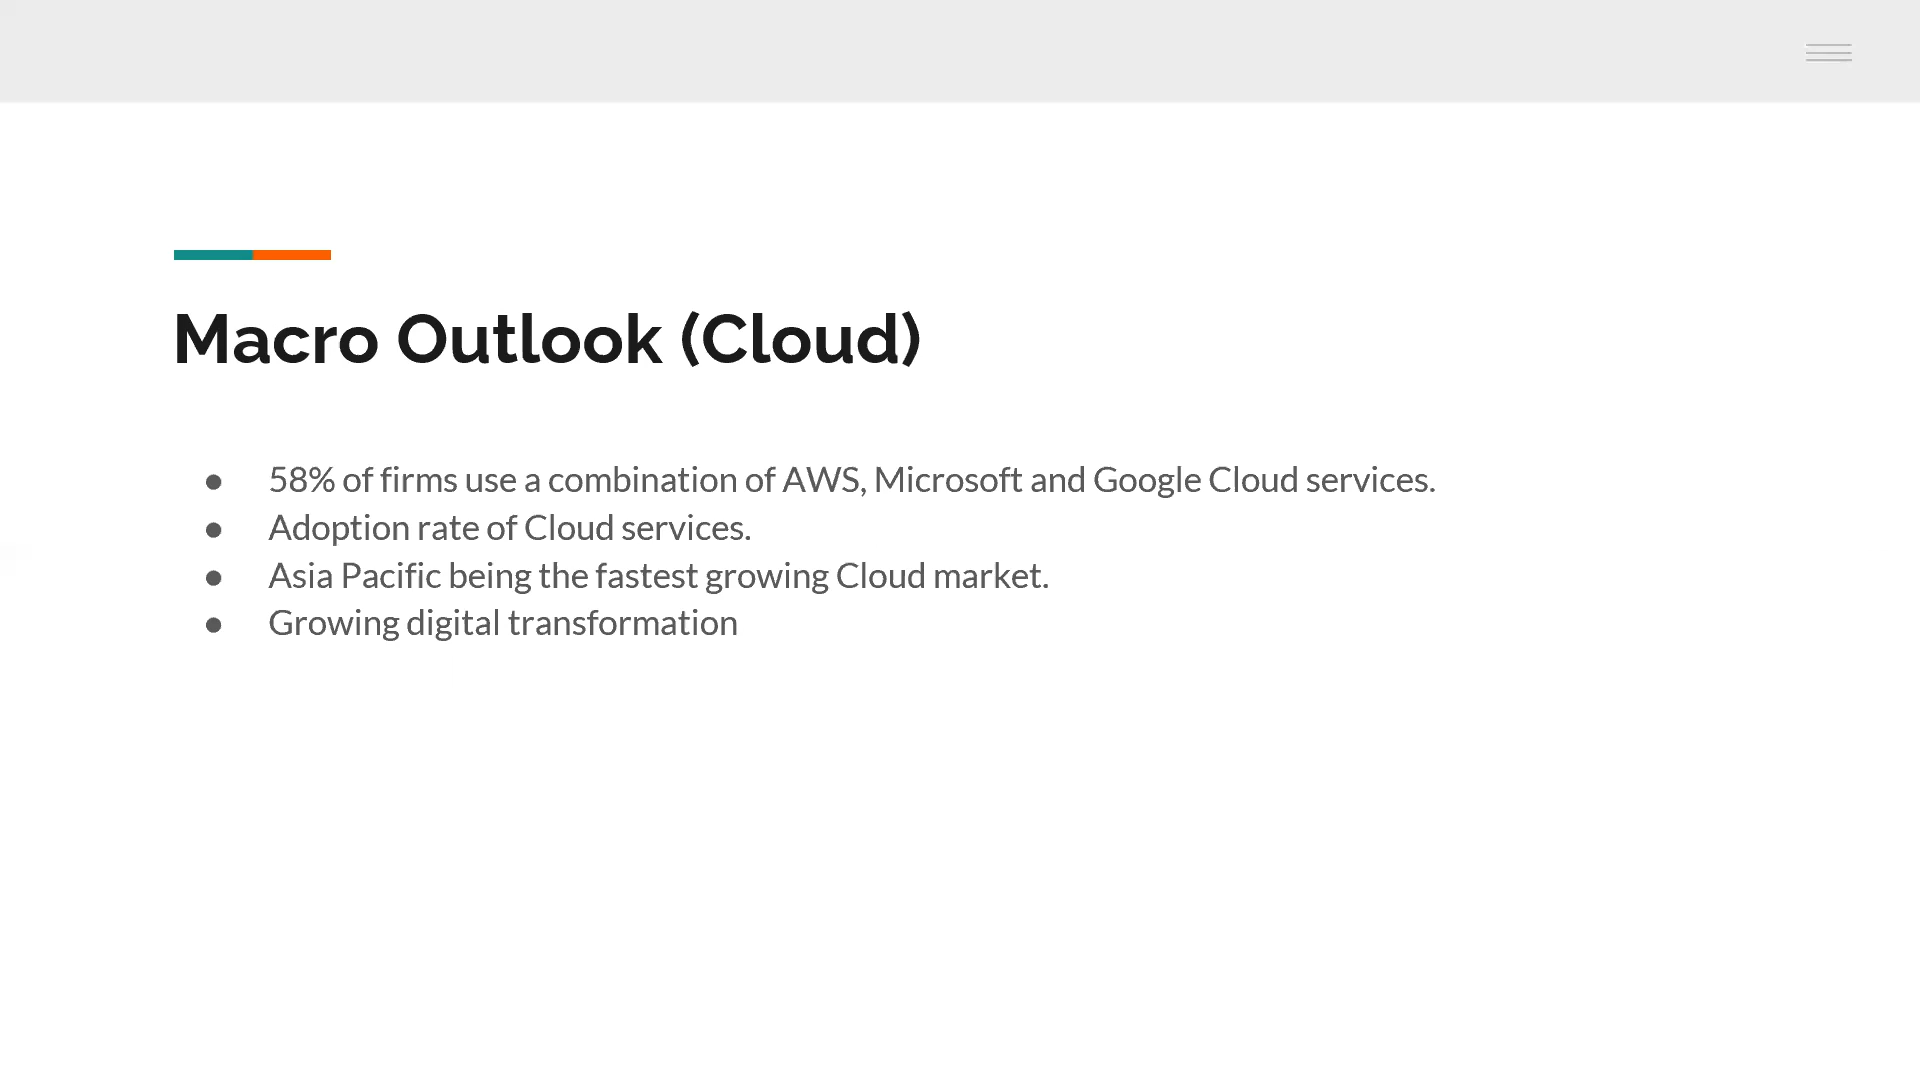 Macro Outlook (Cloud)
● 58% of firms use a combination of AWS, Microsoft and Google Cloud services.
● Adoption rate of Cloud services.
● Asia Pacific being the fastest growing Cloud market.
● Growing digital transformation